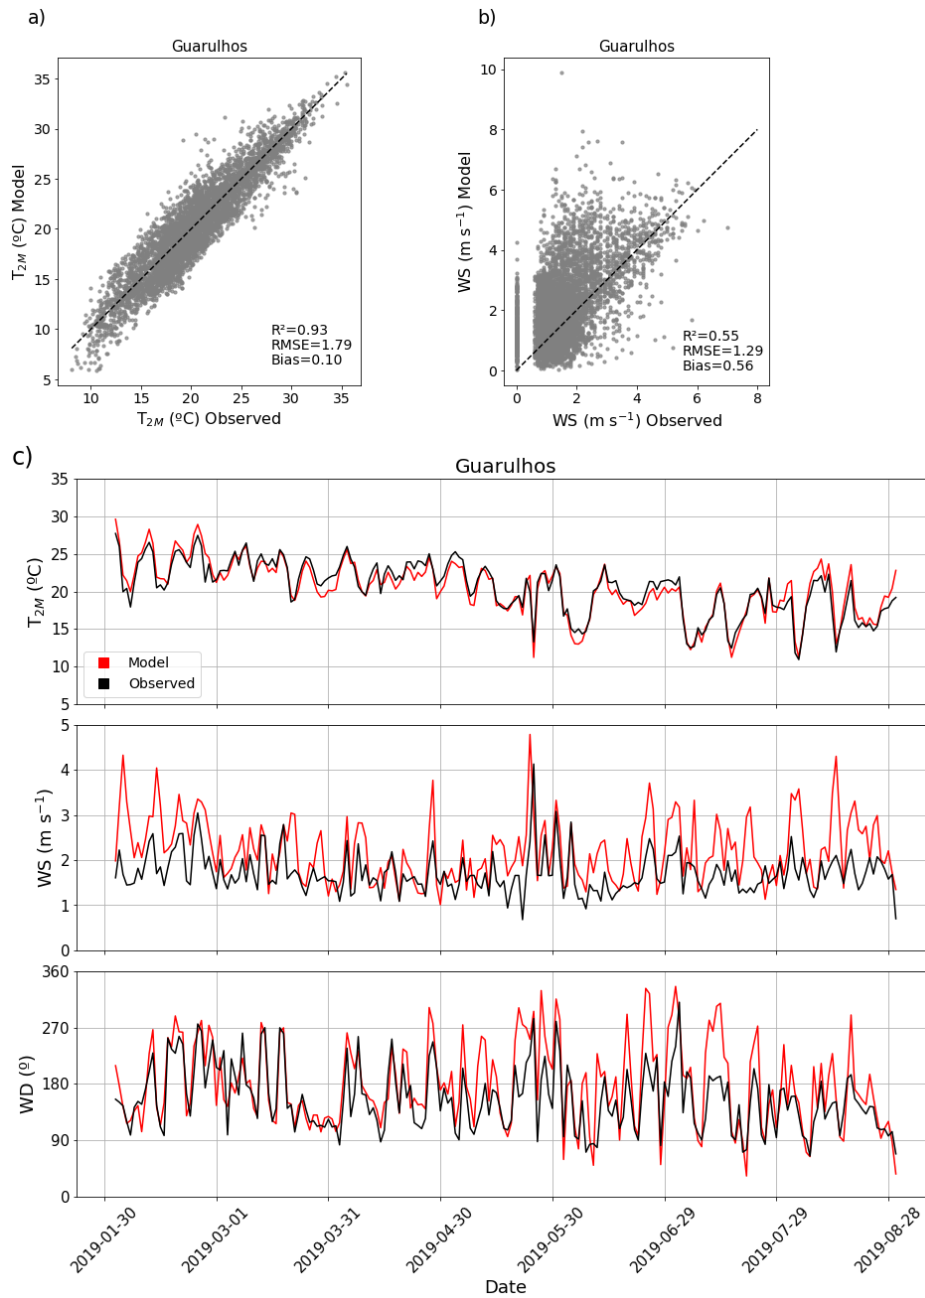 a)
Guarulhos
35
30
25
20
15
10
5
T2M (ºC) Model
R²=0.93
RMSE=1.79
Bias=0.10
10 15 20 25 30 35
T2M (ºC) Observed
b)
Guarulhos
10
8
6
4
2
0
WS (m s⁻¹) Model
R²=0.55
RMSE=1.29
Bias=0.56
0 2 4 6 8
WS (m s⁻¹) Observed
c)
Guarulhos
35
30
25
20
15
10
5
T2M (ºC)
Model
Observed
5
4
3
2
1
0
WS (m s⁻¹)
360
270
180
90
0
WD (º)
2019-01-30
2019-03-01
2019-03-31
2019-04-30
2019-05-30
2019-06-29
2019-07-29
2019-08-28
Date